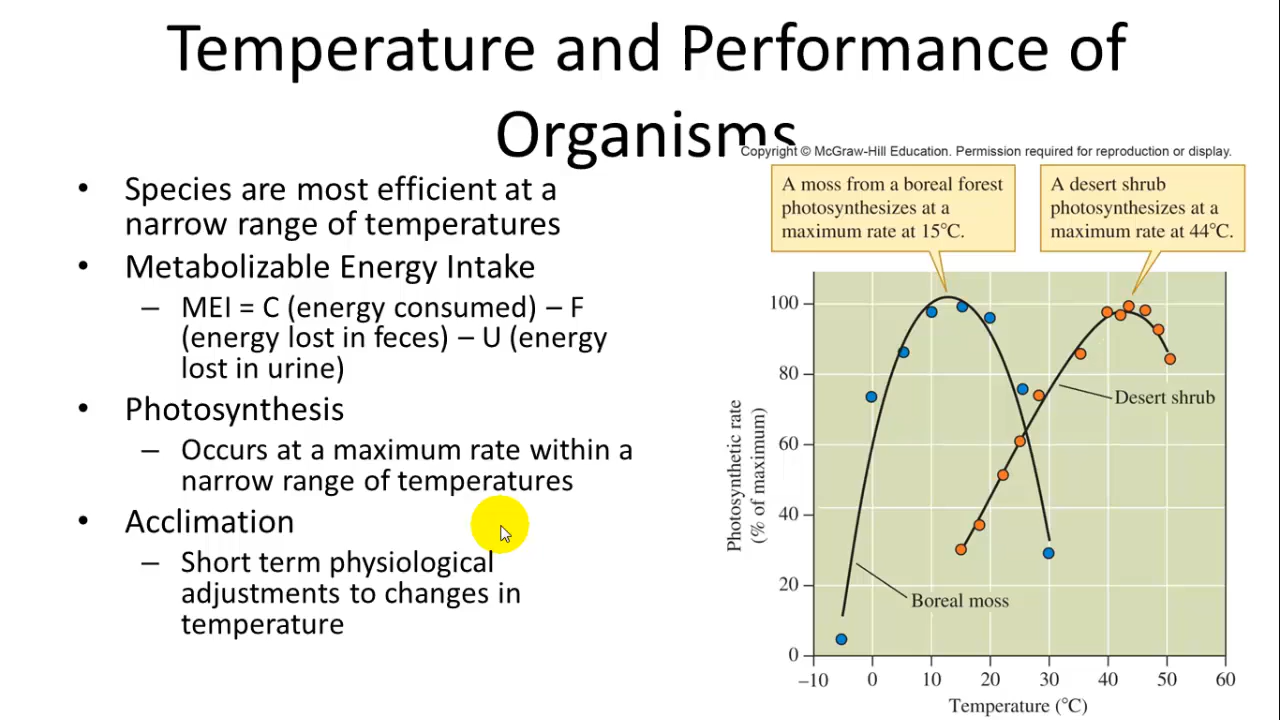 Temperature and Performance of
Organisms
Copyright © McGraw-Hill Education. Permission required for reproduction or display.
• Species are most efficient at a
narrow range of temperatures
• Metabolizable Energy Intake
– MEI = C (energy consumed) – F
(energy lost in feces) – U (energy
lost in urine)
• Photosynthesis
– Occurs at a maximum rate within a
narrow range of temperatures
• Acclimation
– Short term physiological
adjustments to changes in
temperature
A moss from a boreal forest
photosynthesizes at a
maximum rate at 15°C.
A desert shrub
photosynthesizes at a
maximum rate at 44°C.
Photosynthetic rate
(% of maximum)
100
80
60
40
20
0
Desert shrub
Boreal moss
–10 0 10 20 30 40 50 60
Temperature (°C)